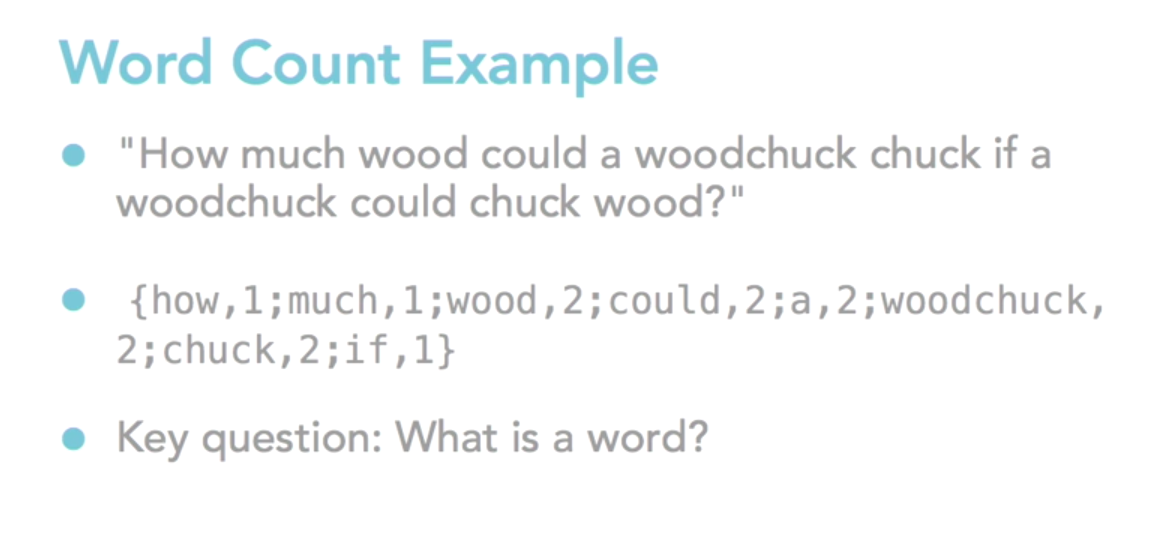 Word Count Example
"How much wood could a woodchuck chuck if a
woodchuck could chuck wood?"
{how,1;much,1;wood,2;could,2;a,2;woodchuck,
2;chuck,2;if,1}
Key question: What is a word?